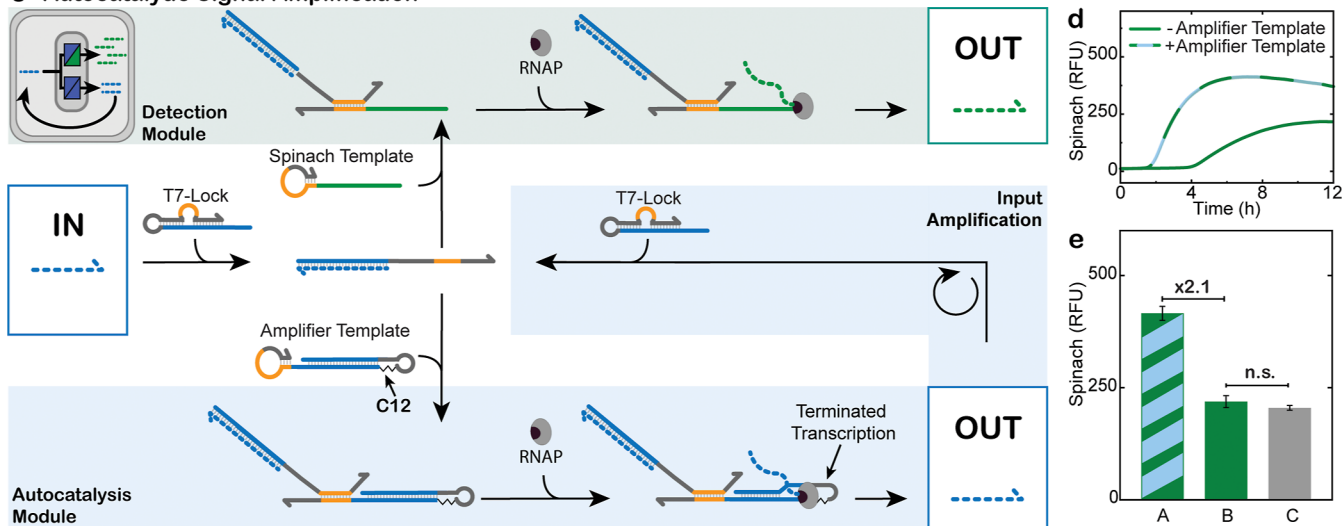 c Autocatalytic Signal Amplification
Detection
Module
RNAP
OUT
Spinach Template
IN
T7-Lock
T7-Lock
Input
Amplification
Amplifier Template
C12
Autocatalysis
Module
RNAP
Terminated
Transcription
OUT
d
- Amplifier Template
+Amplifier Template
Spinach (RFU)
500
250
0
0 4 8 12
Time (h)
e
Spinach (RFU)
500
250
0
x2.1
n.s.
A B C